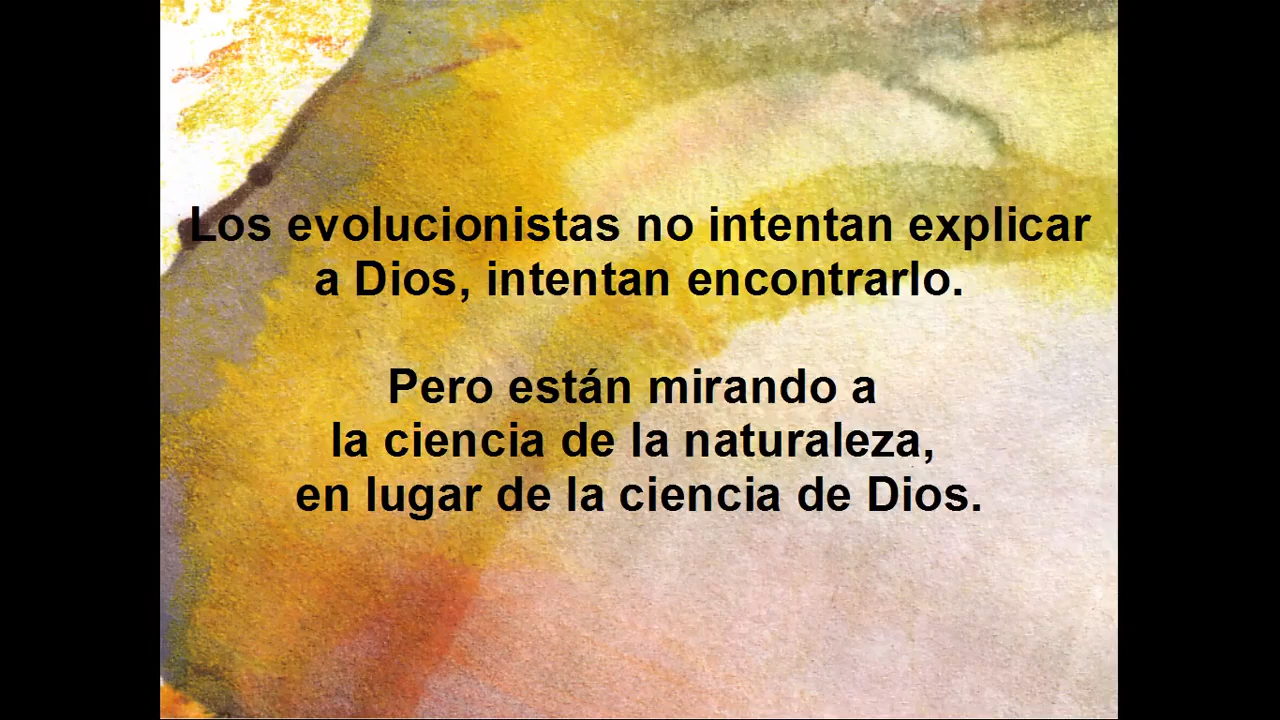 Los evolucionistas no intentan explicar
a Dios, intentan encontrarlo.
Pero están mirando a
la ciencia de la naturaleza,
en lugar de la ciencia de Dios.